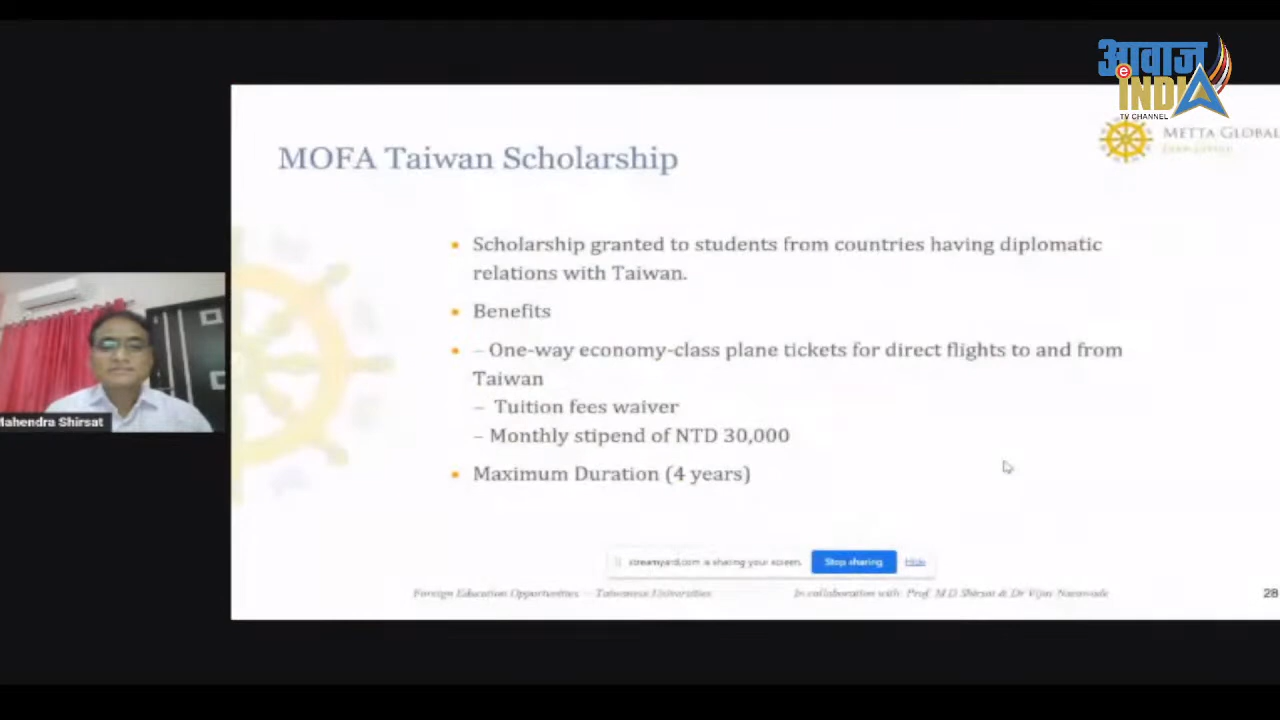 आवाज
e
INDIA
TV CHANNEL
METTA GLOBAL
FOUNDATION
MOFA Taiwan Scholarship
Scholarship granted to students from countries having diplomatic
relations with Taiwan.
Benefits
– One-way economy-class plane tickets for direct flights to and from
Taiwan
– Tuition fees waiver
– Monthly stipend of NTD 30,000
Maximum Duration (4 years)
Mahendra Shirsat
streamyard.com is sharing your screen.
Stop sharing
Hide
Foreign Education Opportunities – Taiwanese Universities
In collaboration with: Prof. M.D Shirsat & Dr Vijay
28